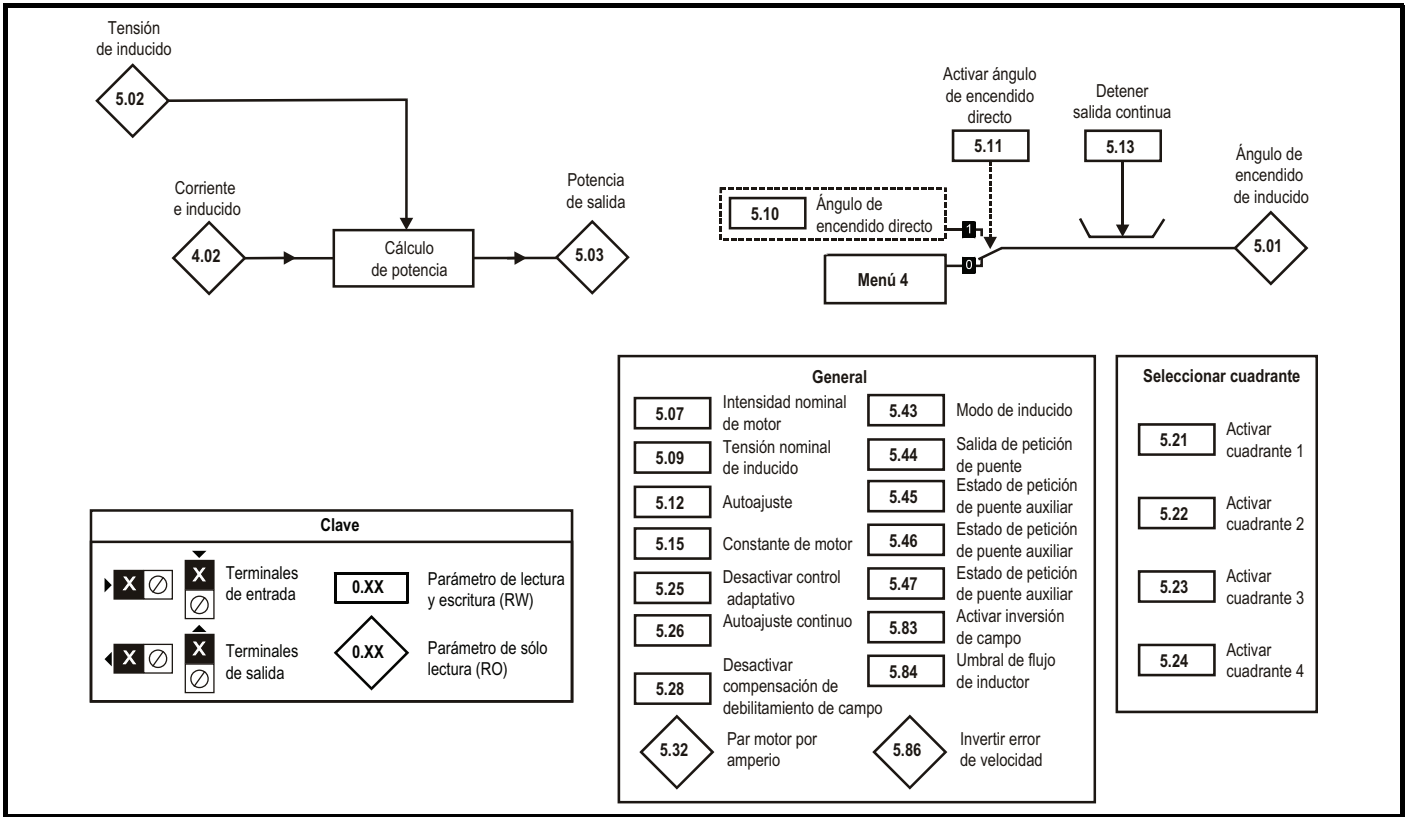 Tensión
de inducido
5.02
Corriente
e inducido
4.02
Cálculo
de potencia
Potencia
de salida
5.03
Activar ángulo
de encendido
directo
5.11
Detener
salida continua
5.13
Ángulo de
encendido
de inducido
5.01
5.10
Ángulo de
encendido directo
1
0
Menú 4
General
5.07
Intensidad nominal
de motor
5.09
Tensión nominal
de inducido
5.12
Autoajuste
5.15
Constante de motor
5.25
Desactivar control
adaptativo
5.26
Autoajuste continuo
5.28
Desactivar
compensación de
debilitamiento de campo
5.32
Par motor por
amperio
5.43
Modo de inducido
5.44
Salida de petición
de puente
5.45
Estado de petición
de puente auxiliar
5.46
Estado de petición
de puente auxiliar
5.47
Estado de petición
de puente auxiliar
5.83
Activar inversión
de campo
5.84
Umbral de flujo
de inductor
5.86
Invertir error
de velocidad
Seleccionar cuadrante
5.21
Activar
cuadrante 1
5.22
Activar
cuadrante 2
5.23
Activar
cuadrante 3
5.24
Activar
cuadrante 4
Clave
X
X
Terminales
de entrada
0.XX
Parámetro de lectura
y escritura (RW)
X
X
Terminales
de salida
0.XX
Parámetro de sólo
lectura (RO)